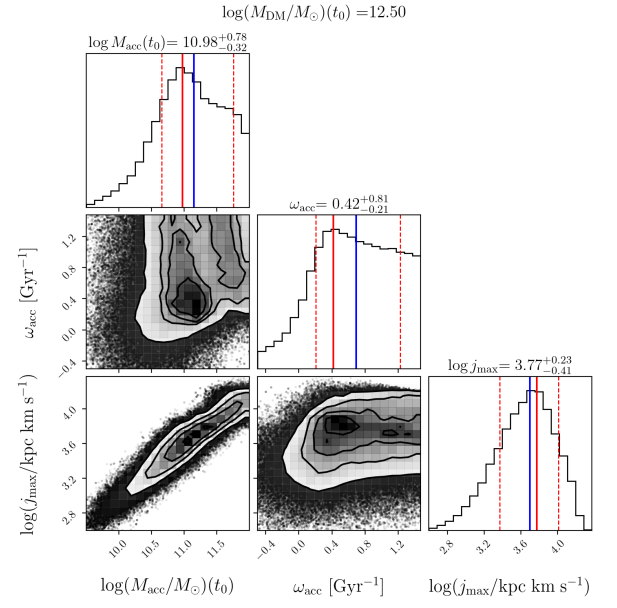 log(M_DM/M_⊙)(t_0) =12.50
log M_acc(t_0)= 10.98^{+0.78}_{−0.32}
ω_acc= 0.42^{+0.81}_{−0.21}
1.2
0.8
0.4
0.0
−0.4
ω_acc [Gyr^{−1}]
log j_max= 3.77^{+0.23}_{−0.41}
4.0
3.6
3.2
2.8
log(j_max/kpc km s^{−1})
10.0 10.5 11.0 11.5
−0.4 0.0 0.4 0.8 1.2
2.8 3.2 3.6 4.0
log(M_acc/M_⊙)(t_0) ω_acc [Gyr^{−1}] log(j_max/kpc km s^{−1})